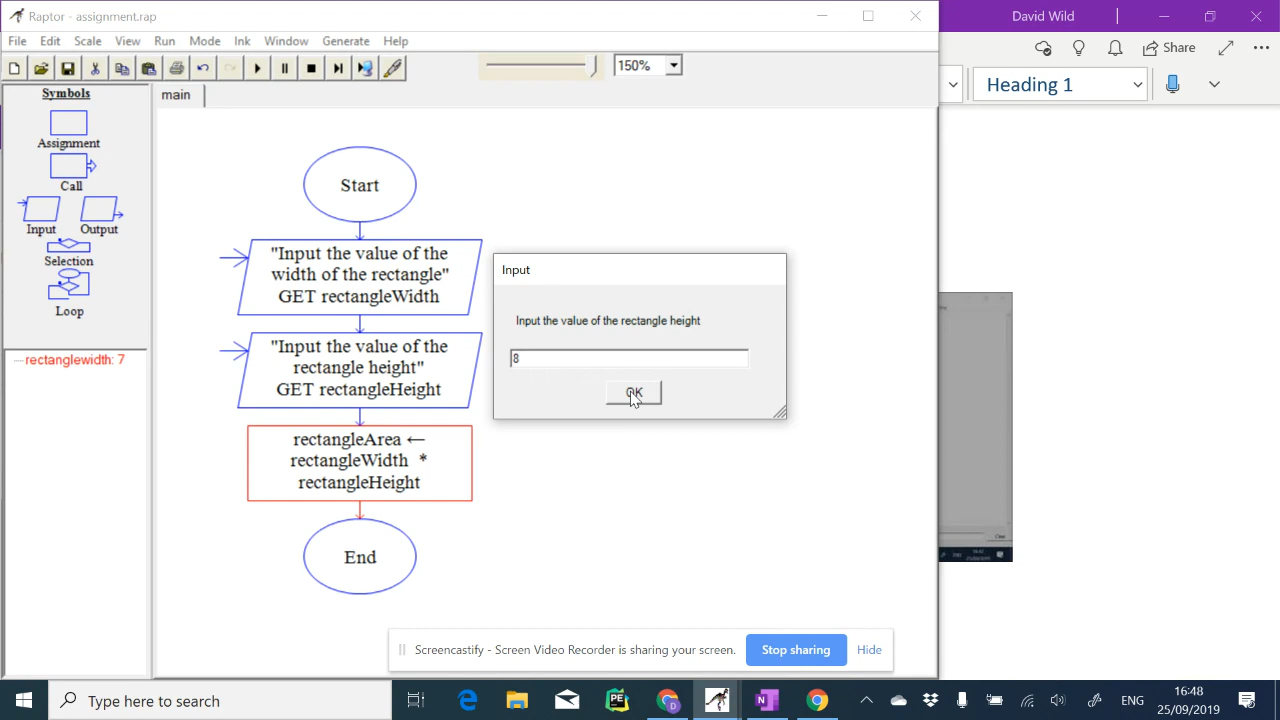 Raptor - assignment.rap
David Wild
File Edit Scale View Run Mode Ink Window Generate Help
Share
150%
Heading 1
Symbols
main
Assignment
Call
Input Output
Selection
Loop
rectanglewidth: 7
Start
"Input the value of the
width of the rectangle"
GET rectangleWidth
"Input the value of the
rectangle height"
GET rectangleHeight
rectangleArea ←
rectangleWidth *
rectangleHeight
End
Input
Input the value of the rectangle height
8
OK
Screencastify - Screen Video Recorder is sharing your screen.
Stop sharing
Hide
Type here to search
PE
D
N
ENG
16:48
25/09/2019